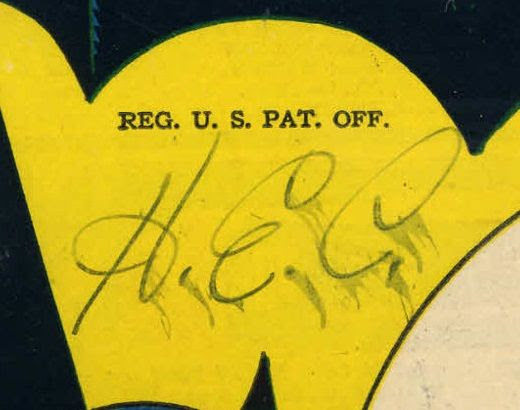 REG. U. S. PAT. OFF.
H. E. C.